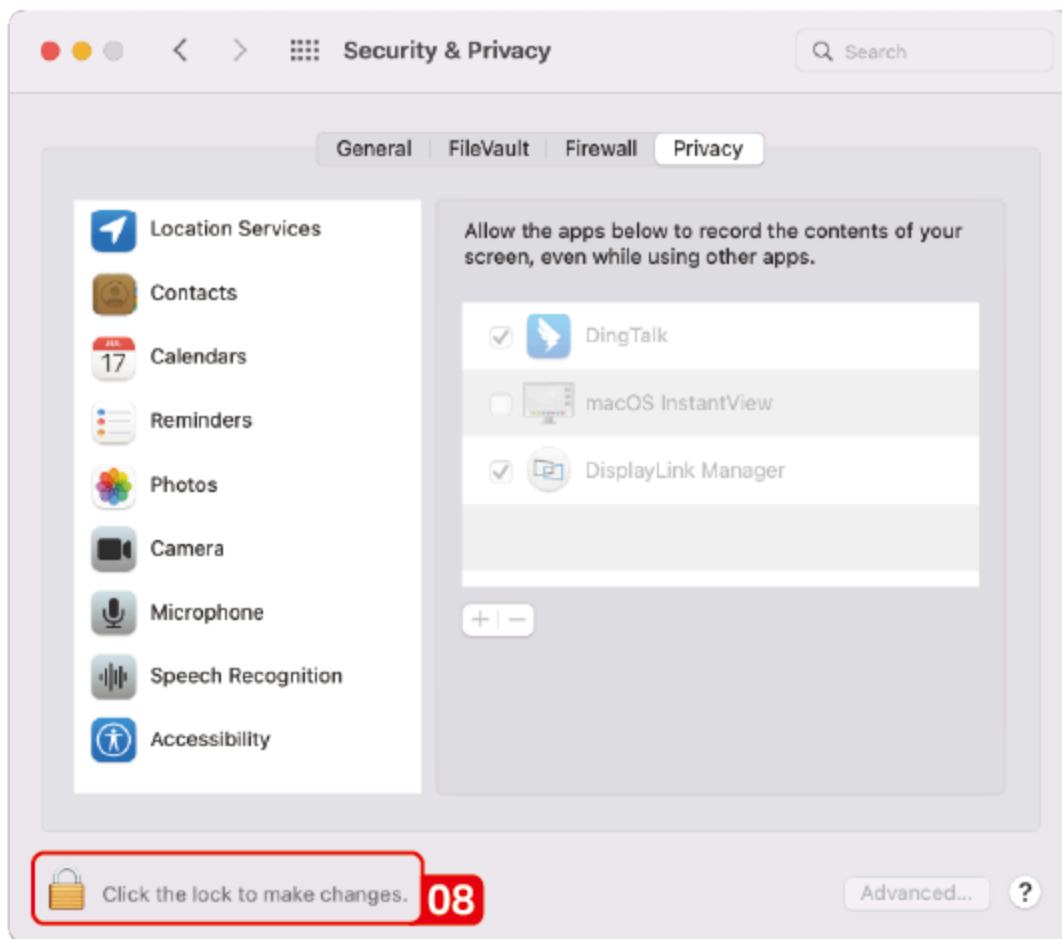 Security & Privacy
Search
General
FileVault
Firewall
Privacy
Location Services
Contacts
JUL
17
Calendars
Reminders
Photos
Camera
Microphone
Speech Recognition
Accessibility
Allow the apps below to record the contents of your
screen, even while using other apps.
DingTalk
macOS InstantView
DisplayLink Manager
+ −
Click the lock to make changes.
08
Advanced...
?